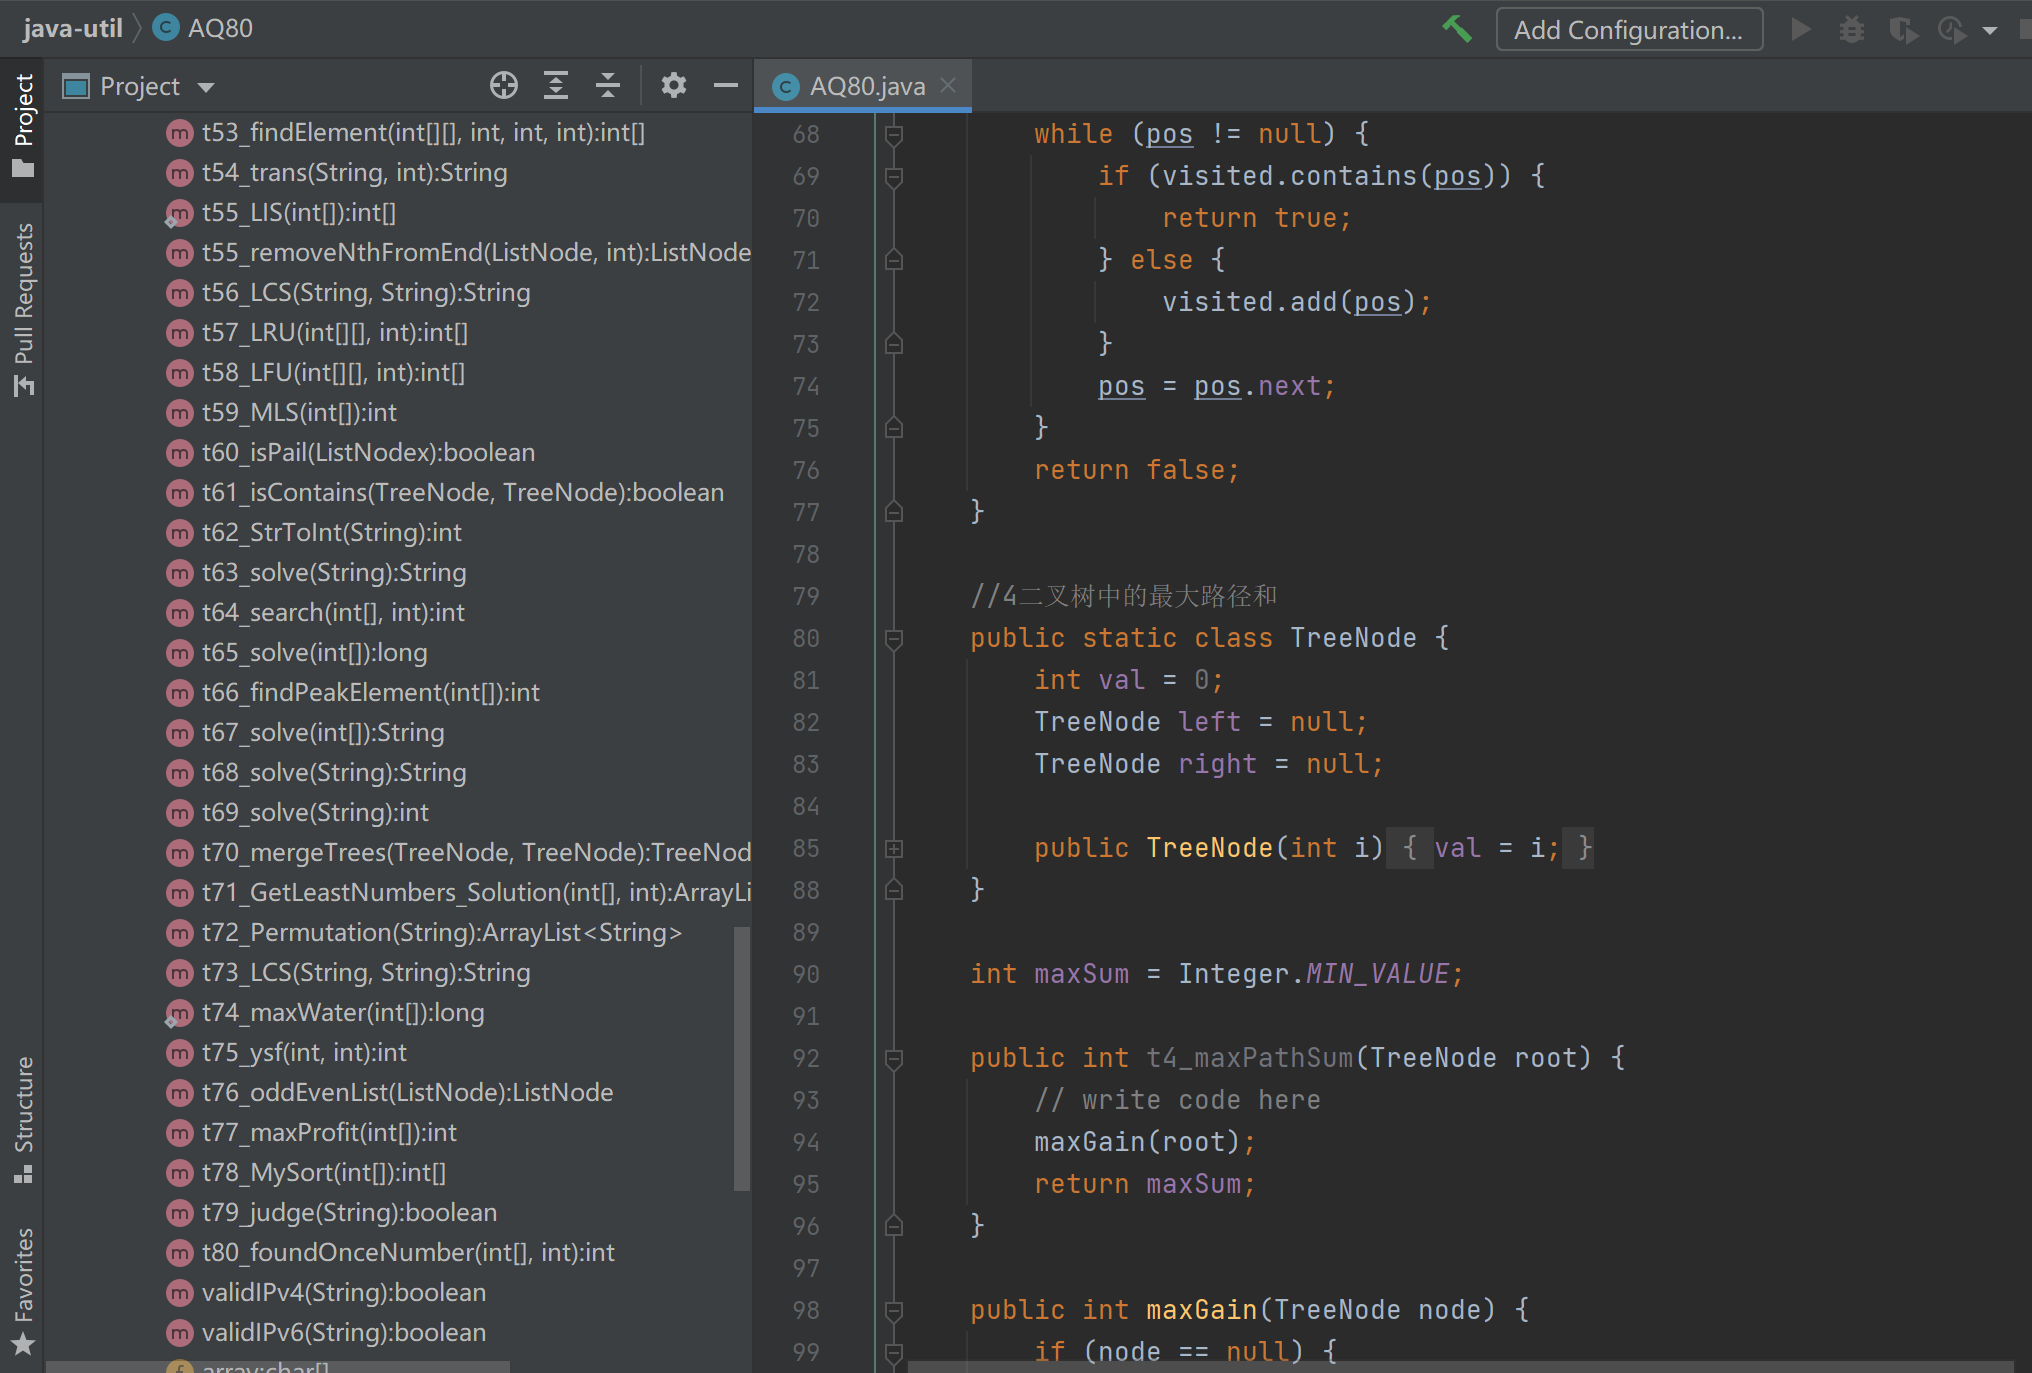 java-util
AQ80
Add Configuration...
Project
Pull Requests
Structure
Favorites
Project
t53_findElement(int[][], int, int, int):int[]
t54_trans(String, int):String
t55_LIS(int[]):int[]
t55_removeNthFromEnd(ListNode, int):ListNode
t56_LCS(String, String):String
t57_LRU(int[][], int):int[]
t58_LFU(int[][], int):int[]
t59_MLS(int[]):int
t60_isPail(ListNodex):boolean
t61_isContains(TreeNode, TreeNode):boolean
t62_StrToInt(String):int
t63_solve(String):String
t64_search(int[], int):int
t65_solve(int[]):long
t66_findPeakElement(int[]):int
t67_solve(int[]):String
t68_solve(String):String
t69_solve(String):int
t70_mergeTrees(TreeNode, TreeNode):TreeNod
t71_GetLeastNumbers_Solution(int[], int):ArrayLi
t72_Permutation(String):ArrayList<String>
t73_LCS(String, String):String
t74_maxWater(int[]):long
t75_ysf(int, int):int
t76_oddEvenList(ListNode):ListNode
t77_maxProfit(int[]):int
t78_MySort(int[]):int[]
t79_judge(String):boolean
t80_foundOnceNumber(int[], int):int
validIPv4(String):boolean
validIPv6(String):boolean
array:char[]
AQ80.java
68 while (pos != null) {
69 if (visited.contains(pos)) {
70 return true;
71 } else {
72 visited.add(pos);
73 }
74 pos = pos.next;
75 }
76 return false;
77 }
78
79 //4二叉树中的最大路径和
80 public static class TreeNode {
81 int val = 0;
82 TreeNode left = null;
83 TreeNode right = null;
84
85 public TreeNode(int i) { val = i; }
88 }
89
90 int maxSum = Integer.MIN_VALUE;
91
92 public int t4_maxPathSum(TreeNode root) {
93 // write code here
94 maxGain(root);
95 return maxSum;
96 }
97
98 public int maxGain(TreeNode node) {
99 if (node == null) {